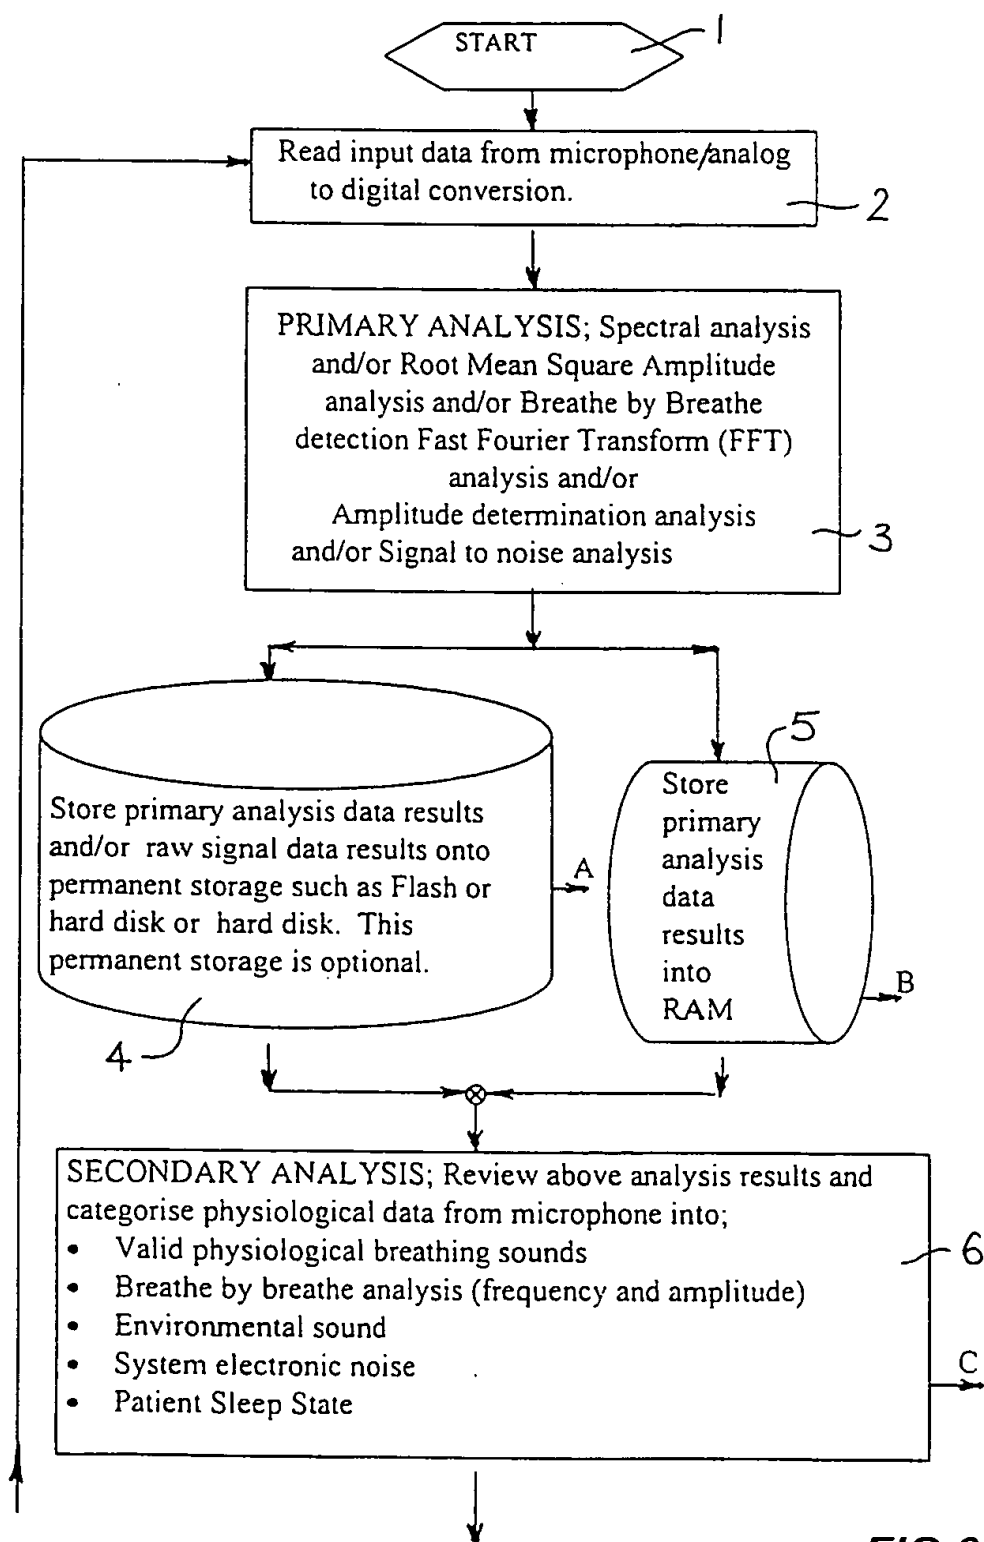 START
1
Read input data from microphone/analog
to digital conversion.
2
PRIMARY ANALYSIS; Spectral analysis
and/or Root Mean Square Amplitude
analysis and/or Breathe by Breathe
detection Fast Fourier Transform (FFT)
analysis and/or
Amplitude determination analysis
and/or Signal to noise analysis
3
Store primary analysis data results
and/or raw signal data results onto
permanent storage such as Flash or
hard disk or hard disk. This
permanent storage is optional.
A
4
5
Store
primary
analysis
data
results
into
RAM
B
SECONDARY ANALYSIS; Review above analysis results and
categorise physiological data from microphone into;
• Valid physiological breathing sounds
• Breathe by breathe analysis (frequency and amplitude)
• Environmental sound
• System electronic noise
• Patient Sleep State
6
C